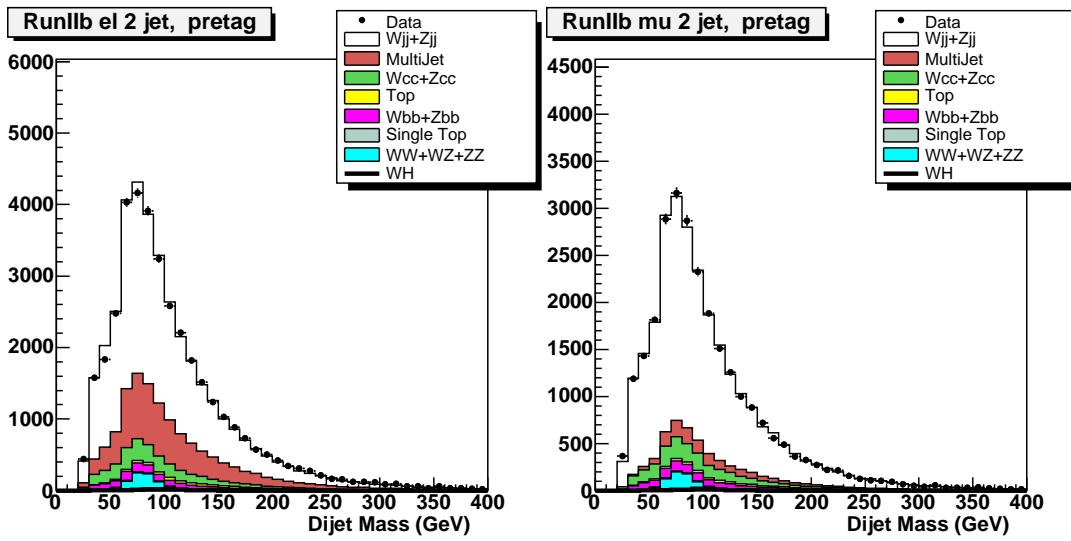 RunIIb el 2 jet, pretag
Data
Wjj+Zjj
MultiJet
Wcc+Zcc
Top
Wbb+Zbb
Single Top
WW+WZ+ZZ
WH
6000
5000
4000
3000
2000
1000
0
0 50 100 150 200 250 300 350 400
Dijet Mass (GeV)
RunIIb mu 2 jet, pretag
Data
Wjj+Zjj
MultiJet
Wcc+Zcc
Top
Wbb+Zbb
Single Top
WW+WZ+ZZ
WH
4500
4000
3500
3000
2500
2000
1500
1000
500
0
0 50 100 150 200 250 300 350 400
Dijet Mass (GeV)